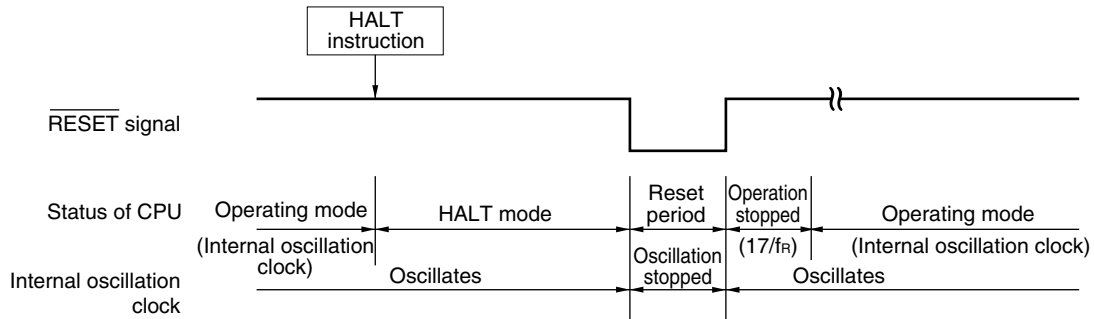 HALT
instruction
RESET signal
Status of CPU
Operating mode
HALT mode
Reset
period
Operation
stopped
Operating mode
(Internal oscillation
clock)
(17/fR)
(Internal oscillation clock)
Internal oscillation
clock
Oscillates
Oscillation
stopped
Oscillates